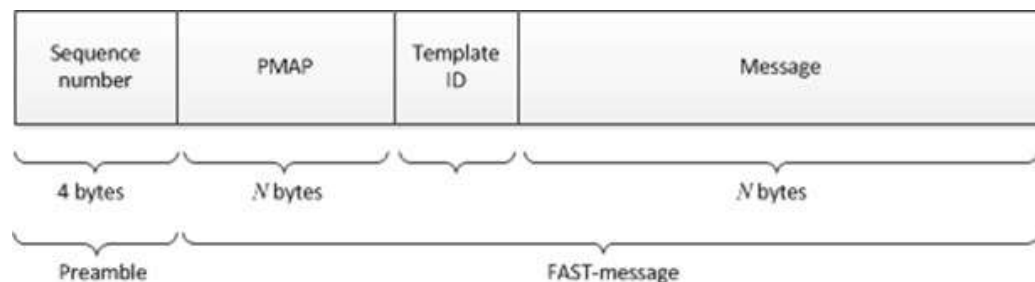 Sequence
number
PMAP
Template
ID
Message
4 bytes
N bytes
N bytes
Preamble
FAST-message